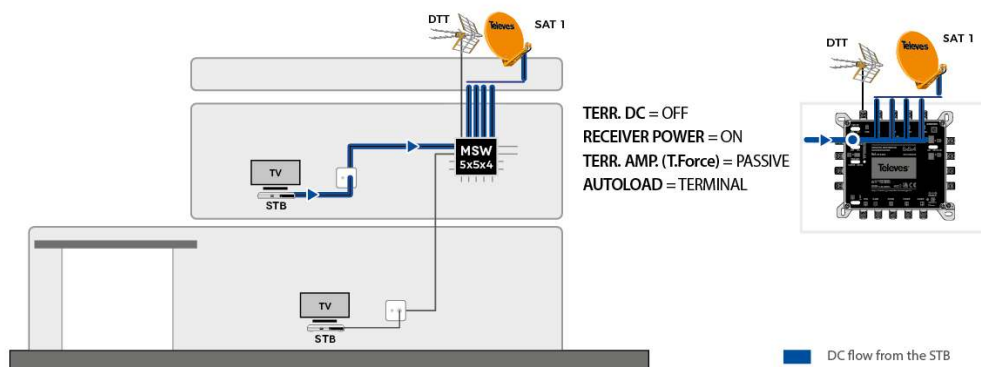 DTT
Televes
SAT 1
MSW
5x5x4
TV
STB
TV
STB
TERR. DC = OFF
RECEIVER POWER = ON
TERR. AMP. (T.Force) = PASSIVE
AUTOLOAD = TERMINAL
DTT
Televes
SAT 1
Televes
DC flow from the STB